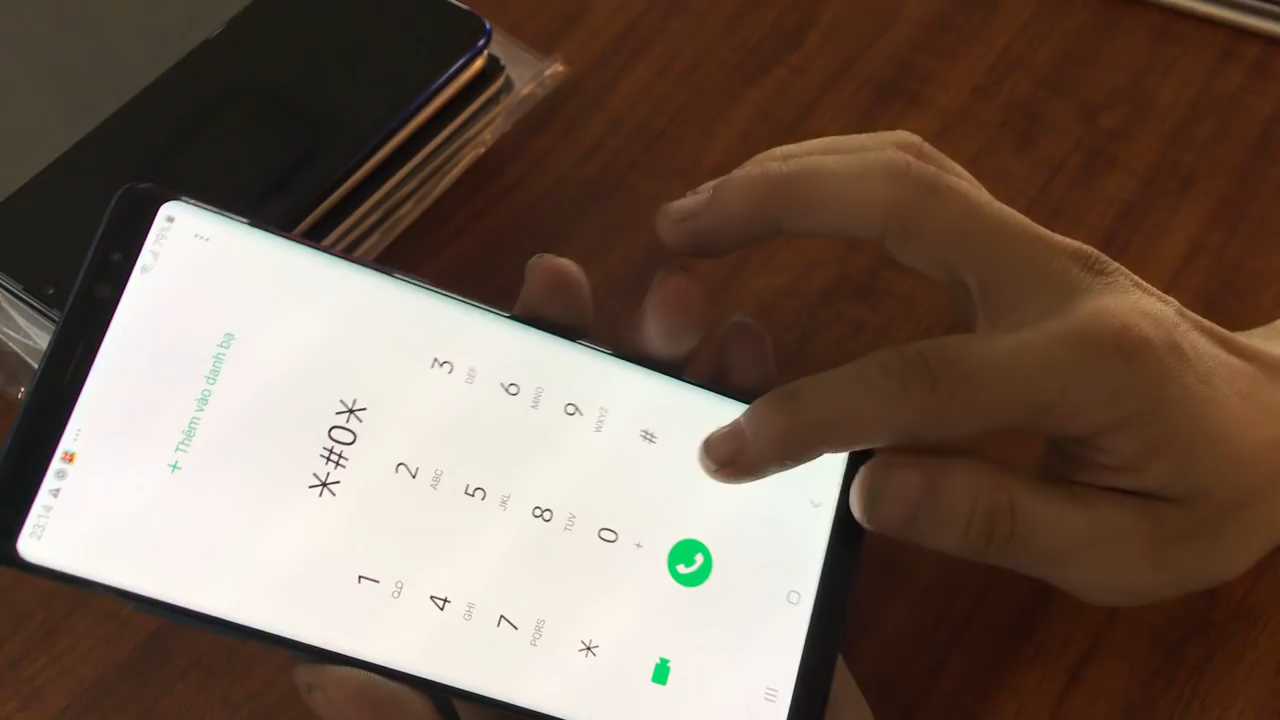 23:14
79%
+ Thêm vào danh bạ
*#0*
1
2 ABC
3 DEF
4 GHI
5 JKL
6 MNO
7 PQRS
8 TUV
9 WXYZ
*
0 +
#